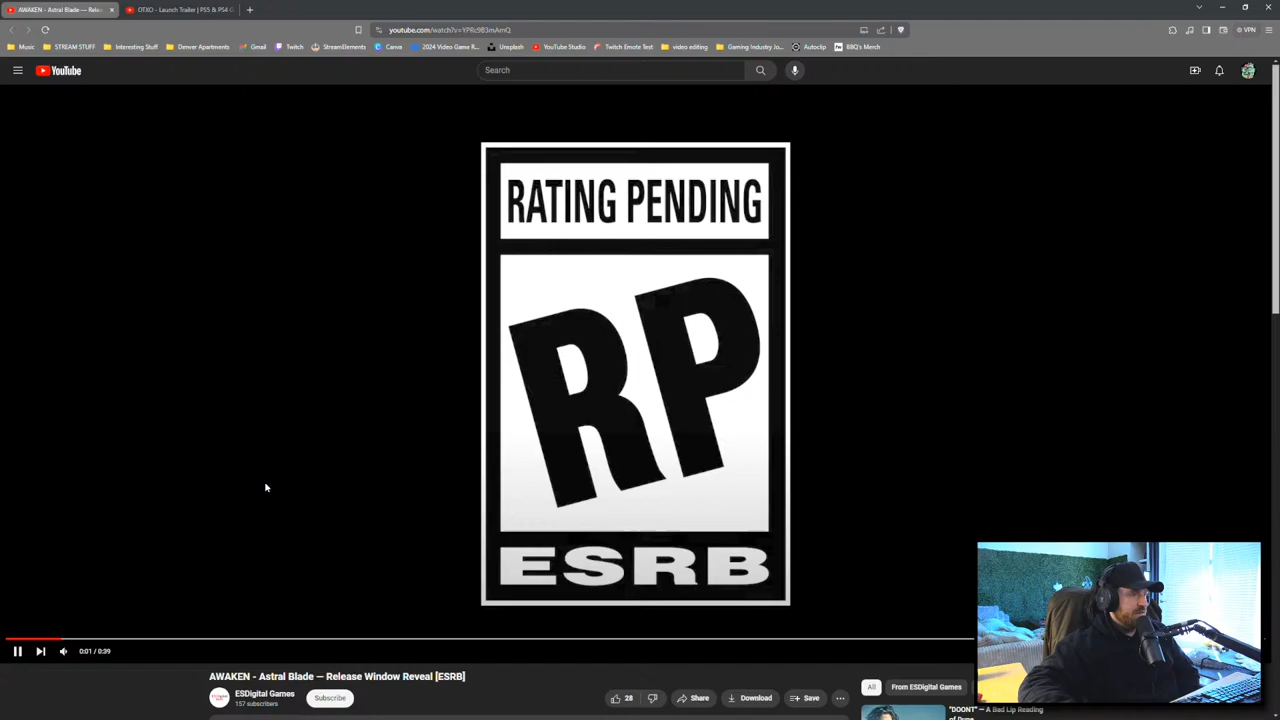 AWAKEN - Astral Blade — Relea
OTXO - Launch Trailer | PS5 & PS4 G
youtube.com/watch?v=YPRc9B3mAmQ
VPN
Music
STREAM STUFF
Interesting Stuff
Denver Apartments
Gmail
Twitch
StreamElements
Canva
2024 Video Game R...
Unsplash
YouTube Studio
Twitch Emote Test
video editing
Gaming Industry Jo...
Autoclip
BBQ's Merch
YouTube
Search
RATING PENDING
RP
ESRB
0:01 / 0:39
AWAKEN - Astral Blade — Release Window Reveal [ESRB]
ESDigital Games
157 subscribers
Subscribe
28
Share
Download
Save
All
From ESDigital Games
"DOONT" — A Bad Lip Reading